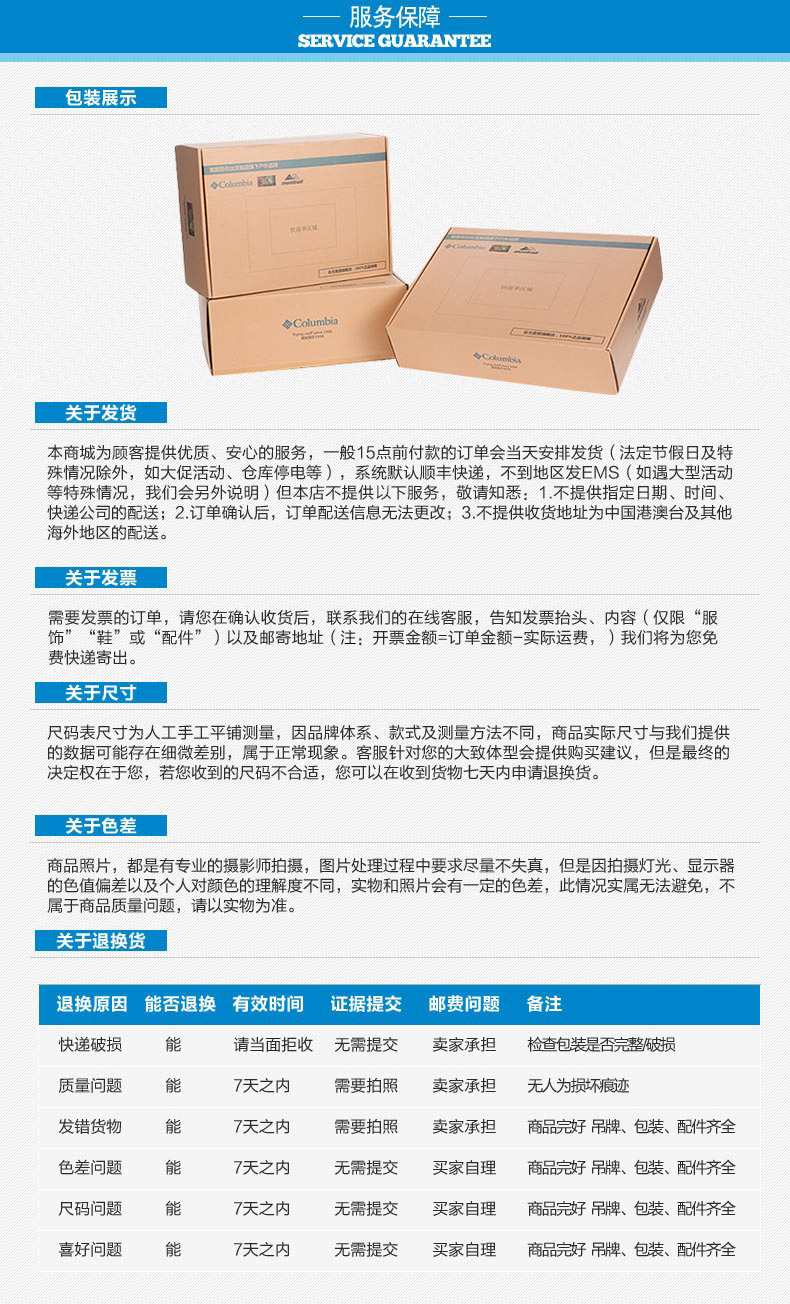 服务保障
SERVICE GUARANTEE
包装展示
Columbia
montrail
快递单区域
Columbia
Columbia
快递单区域
Columbia
关于发货
本商城为顾客提供优质、安心的服务，一般15点前付款的订单会当天安排发货（法定节假日及特
殊情况除外，如大促活动、仓库停电等），系统默认顺丰快递，不到地区发EMS（如遇大型活动
等特殊情况，我们会另外说明）但本店不提供以下服务，敬请知悉：1.不提供指定日期、时间、
快递公司的配送；2.订单确认后，订单配送信息无法更改；3.不提供收货地址为中国港澳台及其他
海外地区的配送。
关于发票
需要发票的订单，请您在确认收货后，联系我们的在线客服，告知发票抬头、内容（仅限“服
饰”“鞋”或“配件”）以及邮寄地址（注：开票金额=订单金额-实际运费，）我们将为您免
费快递寄出。
关于尺寸
尺码表尺寸为人工手工平铺测量，因品牌体系、款式及测量方法不同，商品实际尺寸与我们提供
的数据可能存在细微差别，属于正常现象。客服针对您的大致体型会提供购买建议，但是最终的
决定权在于您，若您收到的尺码不合适，您可以在收到货物七天内申请退换货。
关于色差
商品照片，都是有专业的摄影师拍摄，图片处理过程中要求尽量不失真，但是因拍摄灯光、显示器
的色值偏差以及个人对颜色的理解度不同，实物和照片会有一定的色差，此情况实属无法避免，不
属于商品质量问题，请以实物为准。
关于退换货
退换原因 能否退换 有效时间 证据提交 邮费问题 备注
快递破损 能 请当面拒收 无需提交 卖家承担 检查包装是否完整/破损
质量问题 能 7天之内 需要拍照 卖家承担 无人为损坏痕迹
发错货物 能 7天之内 需要拍照 卖家承担 商品完好 吊牌、包装、配件齐全
色差问题 能 7天之内 无需提交 买家自理 商品完好 吊牌、包装、配件齐全
尺码问题 能 7天之内 无需提交 买家自理 商品完好 吊牌、包装、配件齐全
喜好问题 能 7天之内 无需提交 买家自理 商品完好 吊牌、包装、配件齐全